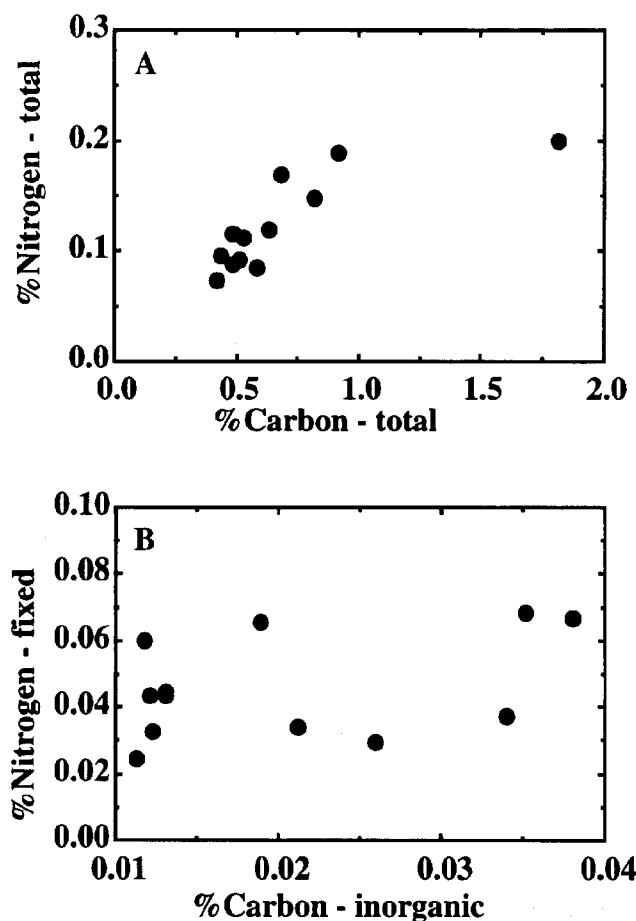 0.3
A
0.2
0.1
0.0
%Nitrogen - total
0.0 0.5 1.0 1.5 2.0
%Carbon - total
0.10
B
0.08
0.06
0.04
0.02
0.00
%Nitrogen - fixed
0.01 0.02 0.03 0.04
%Carbon - inorganic